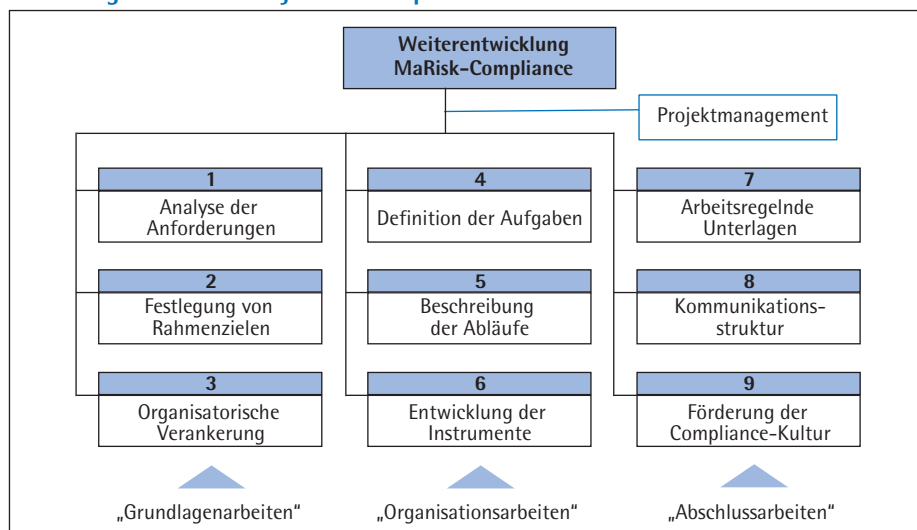 Weiterentwicklung
MaRisk-Compliance
Projektmanagement
1
Analyse der
Anforderungen
2
Festlegung von
Rahmenzielen
3
Organisatorische
Verankerung
„Grundlagenarbeiten“
4
Definition der Aufgaben
5
Beschreibung
der Abläufe
6
Entwicklung der
Instrumente
„Organisationsarbeiten“
7
Arbeitsregelnde
Unterlagen
8
Kommunikations-
struktur
9
Förderung der
Compliance-Kultur
„Abschlussarbeiten“